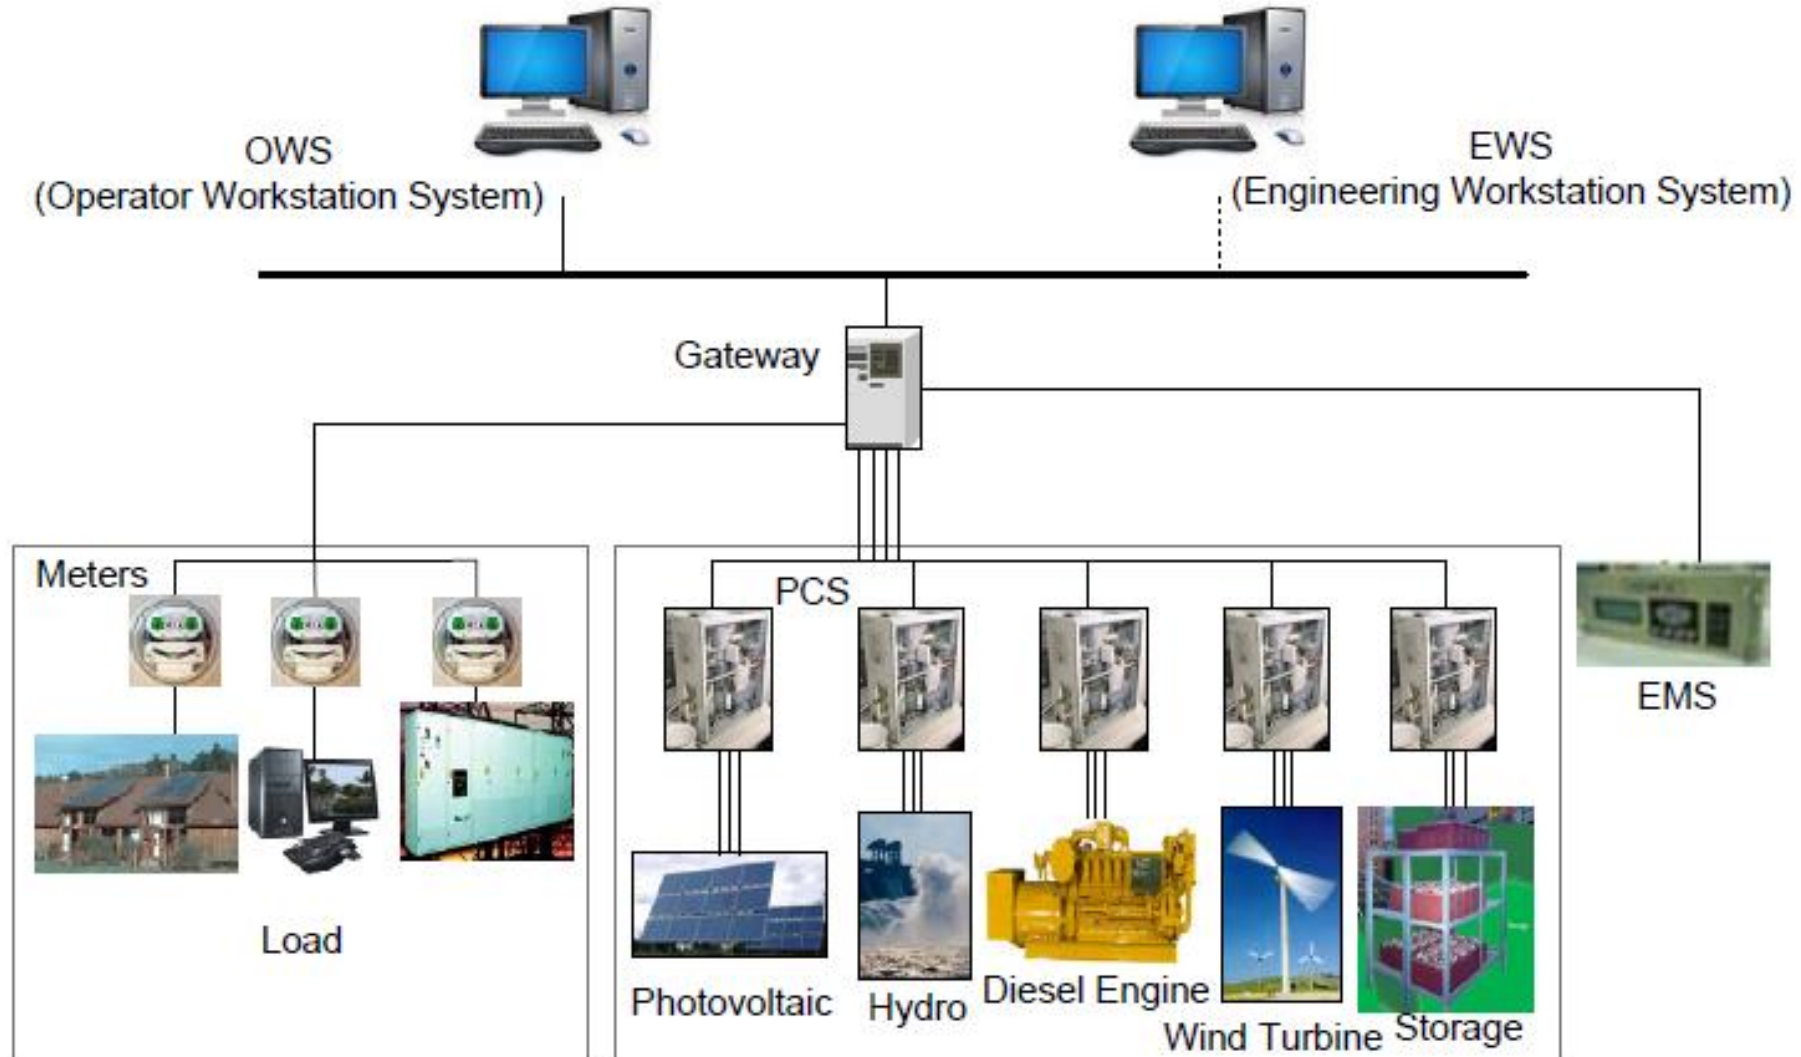 OWS
(Operator Workstation System)
EWS
(Engineering Workstation System)
Gateway
Meters
PCS
EMS
Load
Photovoltaic
Hydro
Diesel Engine
Wind Turbine
Storage